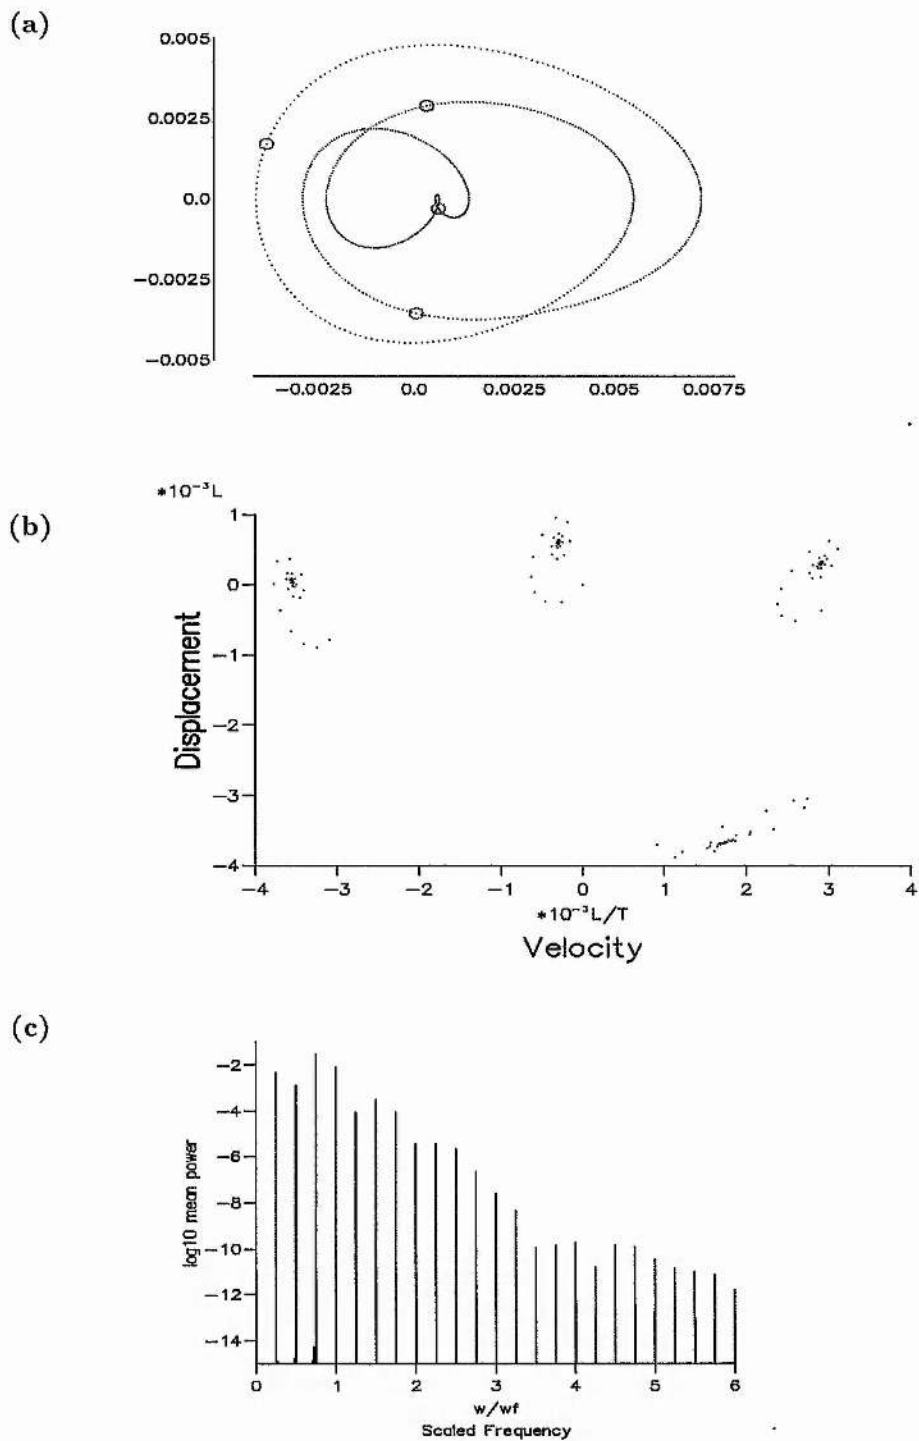 (a)
0.005
0.0025
0.0
−0.0025
−0.005
−0.0025 0.0 0.0025 0.005 0.0075
(b)
*10⁻³L
1
0
−1
−2
−3
−4
Displacement
−4 −3 −2 −1 0 1 2 3 4
*10⁻³L/T
Velocity
(c)
−2
−4
−6
−8
−10
−12
−14
log10 mean power
0 1 2 3 4 5 6
w/wf
Scaled Frequency